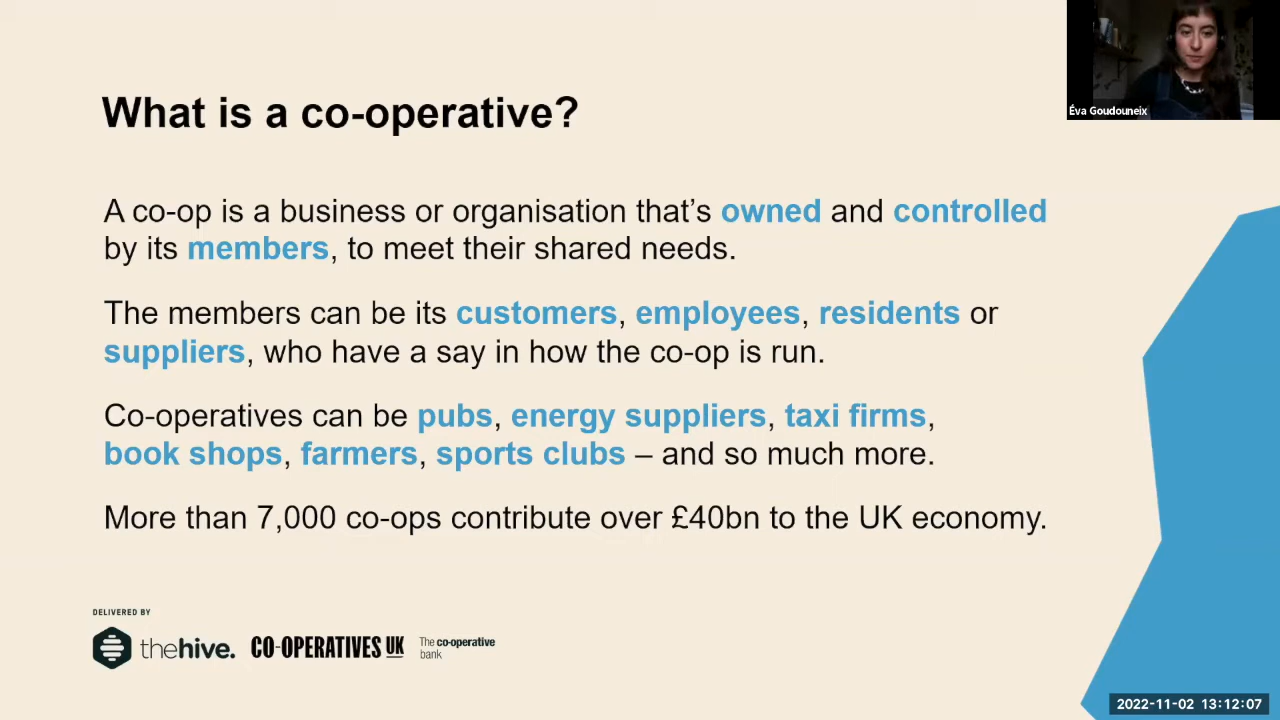 What is a co-operative?
Éva Goudouneix
A co-op is a business or organisation that’s owned and controlled
by its members, to meet their shared needs.
The members can be its customers, employees, residents or
suppliers, who have a say in how the co-op is run.
Co-operatives can be pubs, energy suppliers, taxi firms,
book shops, farmers, sports clubs – and so much more.
More than 7,000 co-ops contribute over £40bn to the UK economy.
DELIVERED BY
thehive.
CO-OPERATIVES UK
The co-operative
bank
2022-11-02 13:12:07